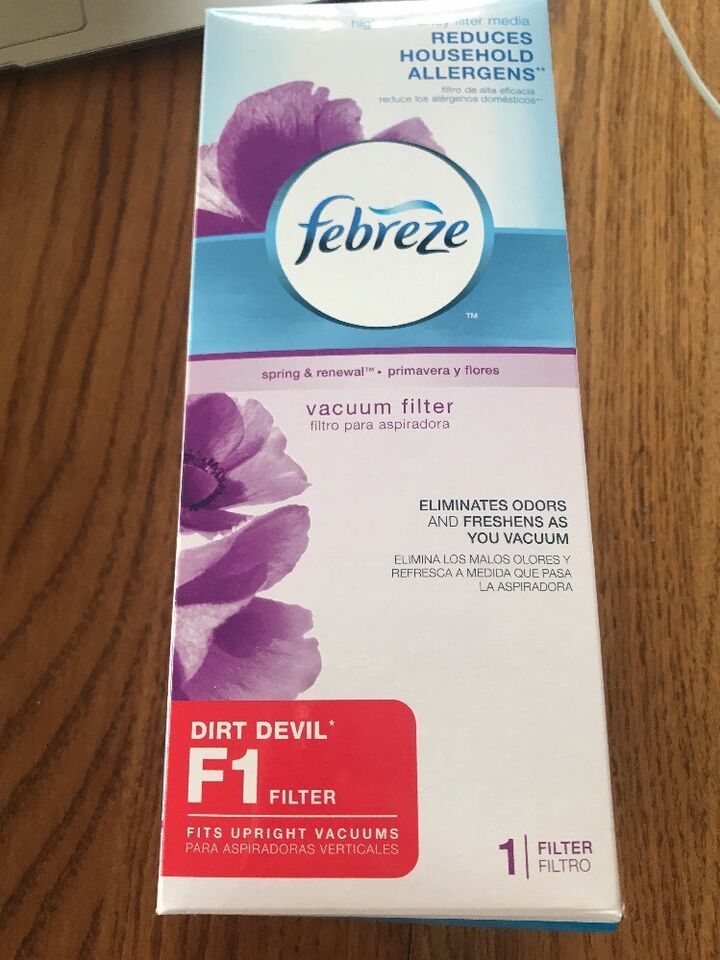 filter media
REDUCES
HOUSEHOLD
ALLERGENS**
filtro de alta eficacia
reduce los alérgenos domésticos**
febreze
TM
spring & renewal™ • primavera y flores
vacuum filter
filtro para aspiradora
ELIMINATES ODORS
AND FRESHENS AS
YOU VACUUM
ELIMINA LOS MALOS OLORES Y
REFRESCA A MEDIDA QUE PASA
LA ASPIRADORA
DIRT DEVIL*
F1 FILTER
FITS UPRIGHT VACUUMS
PARA ASPIRADORAS VERTICALES
1 FILTER
FILTRO